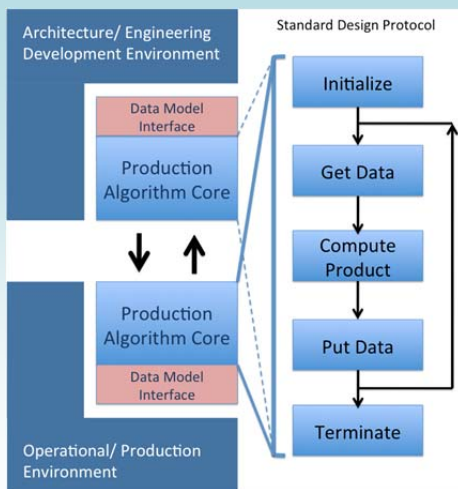 Architecture/ Engineering
Development Environment
Data Model
Interface
Production
Algorithm Core
Production
Algorithm Core
Data Model
Interface
Operational/ Production
Environment
Standard Design Protocol
Initialize
Get Data
Compute
Product
Put Data
Terminate